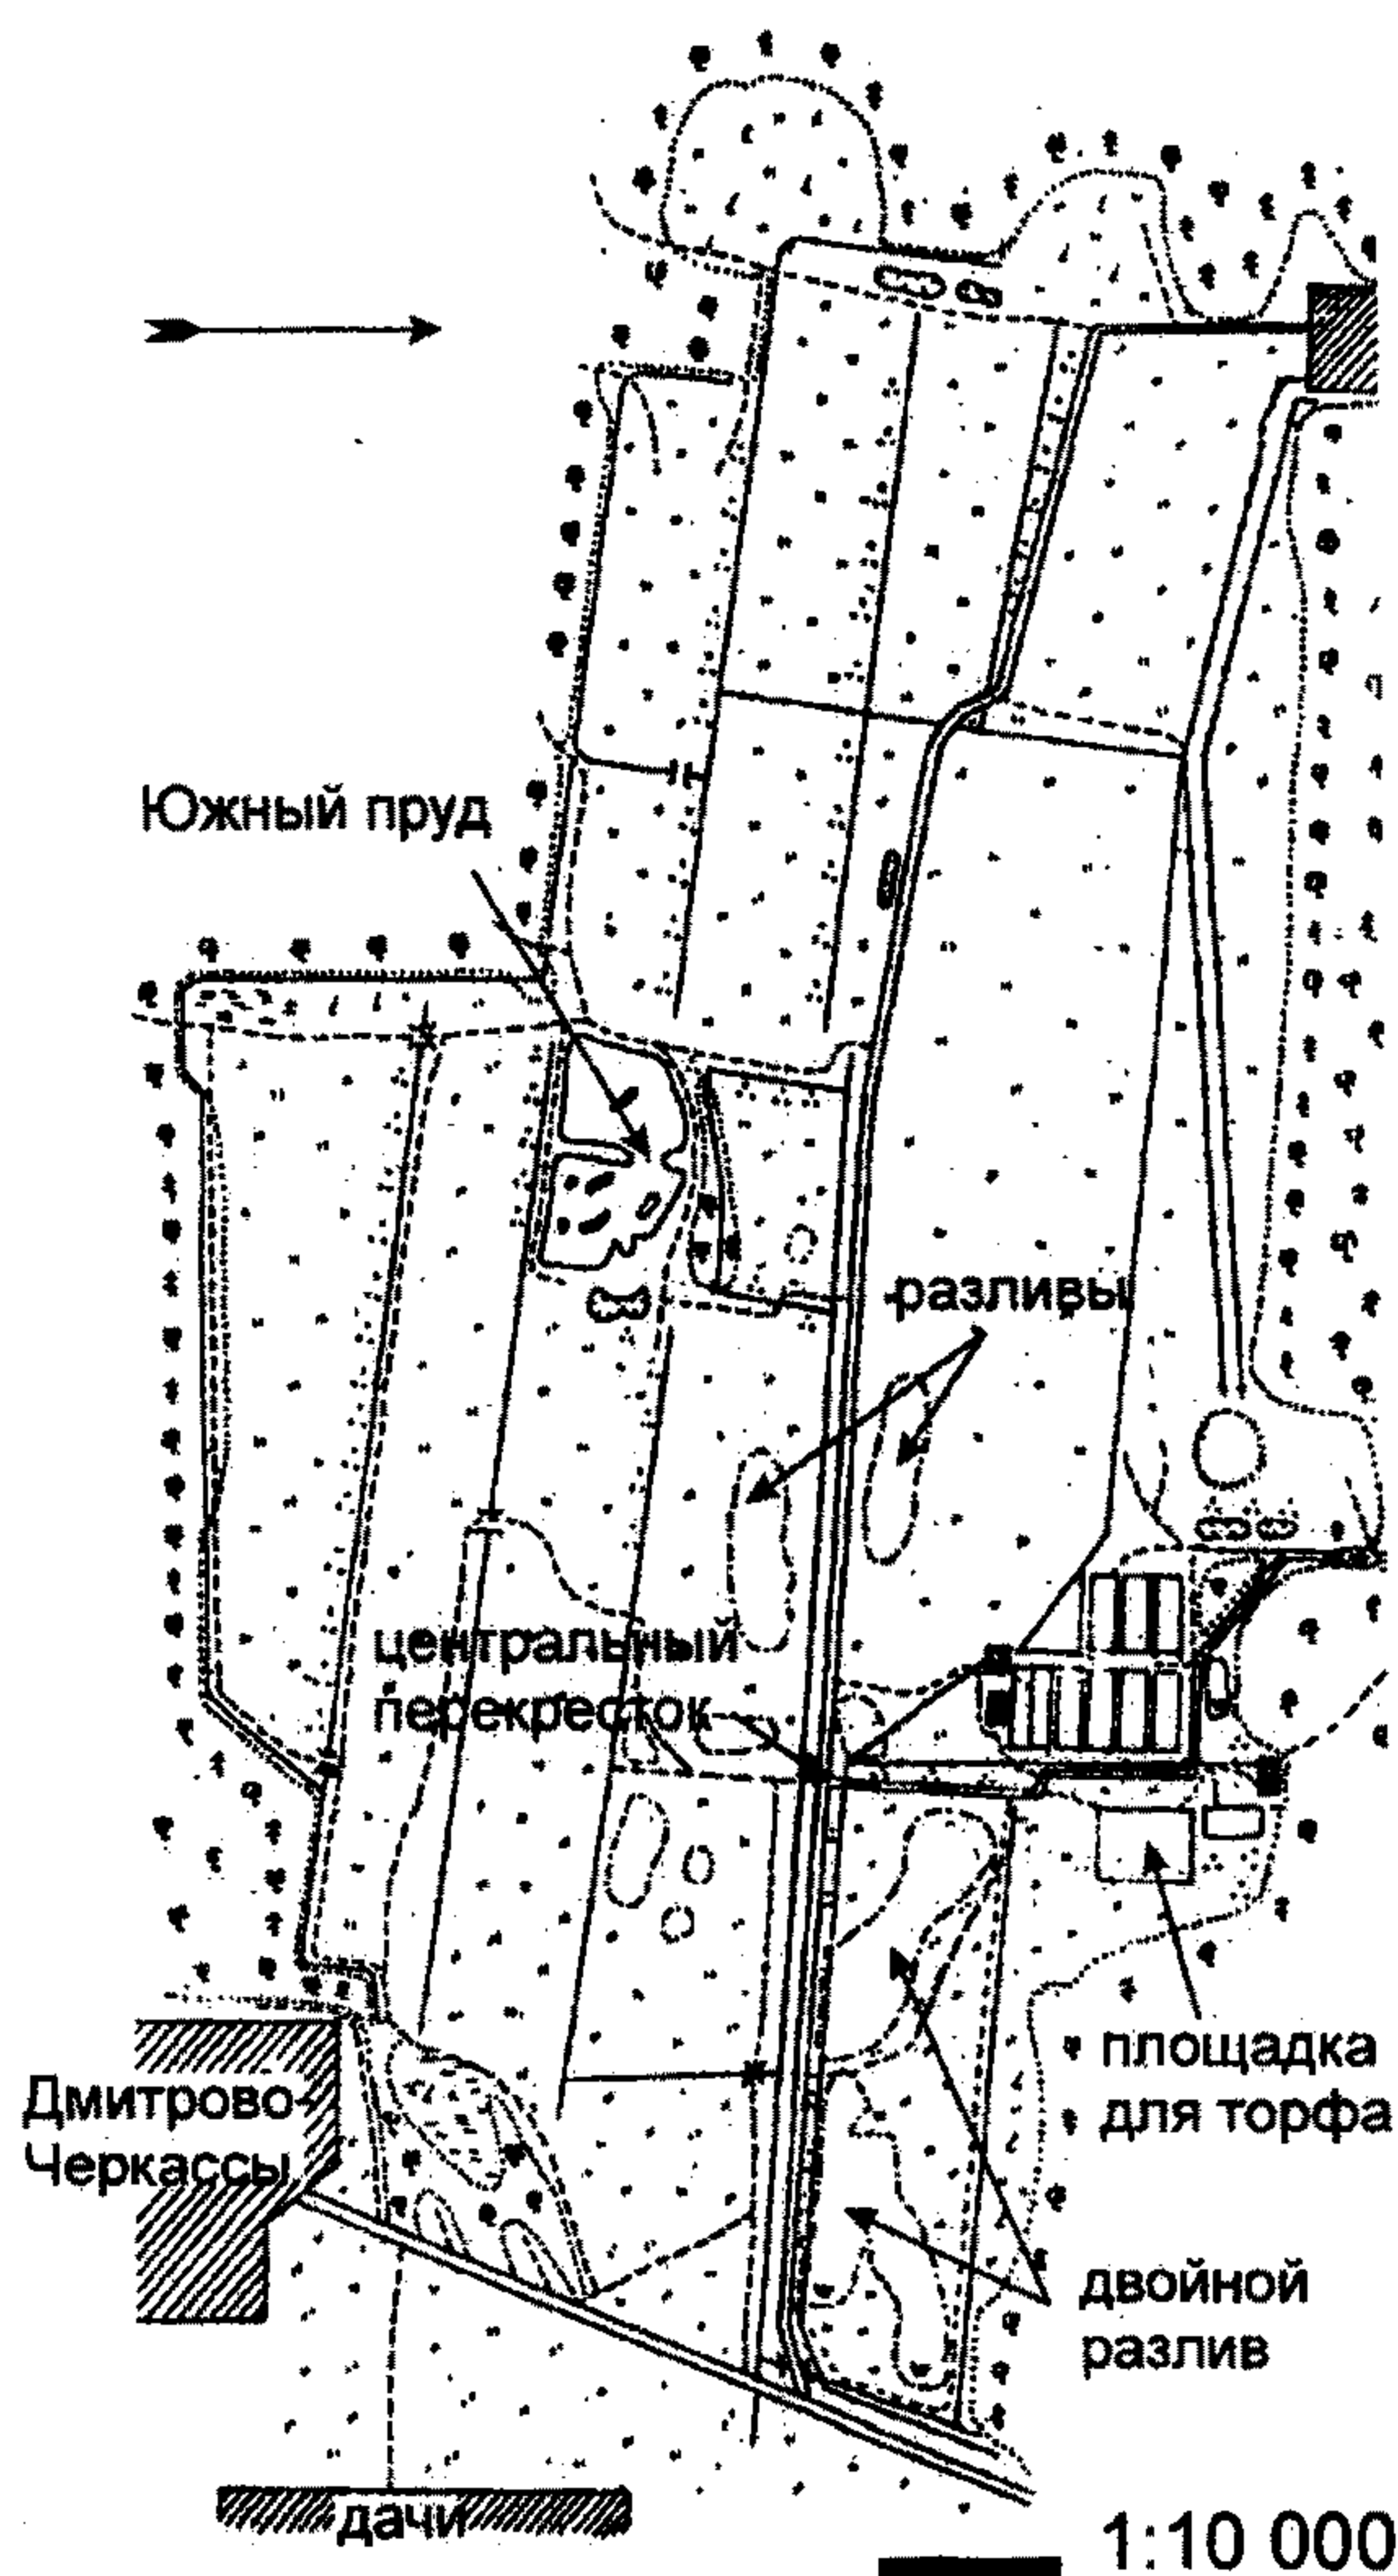 Южный пруд
разливы
центральный
перекресток
площадка
для торфа
Дмитрово-
Черкассы
двойной
разлив
дачи
1:10 000